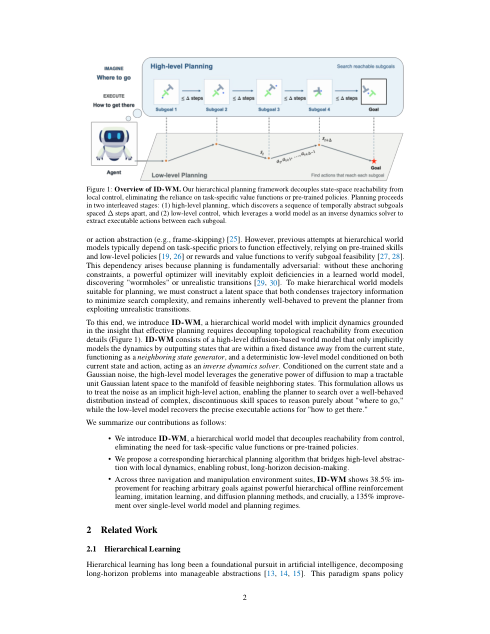 IMAGINE
Where to go
EXECUTE
How to get there
Agent
High-level Planning
Search reachable subgoals
≤ Δ steps
≤ Δ steps
≤ Δ steps
≤ Δ steps
Subgoal 1
Subgoal 2
Subgoal 3
Subgoal 4
Goal
Low-level Planning
Goal
Find actions that reach each subgoal
Figure 1: Overview of ID-WM. Our hierarchical planning framework decouples state-space reachability from
local control, eliminating the reliance on task-specific value functions or pre-trained policies. Planning proceeds
in two interleaved stages: (1) high-level planning, which discovers a sequence of temporally abstract subgoals
spaced Δ steps apart, and (2) low-level control, which leverages a world model as an inverse dynamics solver to
extract executable actions between each subgoal.
or action abstraction (e.g., frame-skipping) [25]. However, previous attempts at hierarchical world
models typically depend on task-specific priors to function effectively, relying on pre-trained skills
and low-level policies [19, 26] or rewards and value functions to verify subgoal feasibility [27, 28].
This dependency arises because planning is fundamentally adversarial: without these anchoring
constraints, a powerful optimizer will inevitably exploit deficiencies in a learned world model,
discovering "wormholes" or unrealistic transitions [29, 30]. To make hierarchical world models
suitable for planning, we must construct a latent space that both condenses trajectory information
to minimize search complexity, and remains inherently well-behaved to prevent the planner from
exploiting unrealistic transitions.
To this end, we introduce ID-WM, a hierarchical world model with implicit dynamics grounded
in the insight that effective planning requires decoupling topological reachability from execution
details (Figure 1). ID-WM consists of a high-level diffusion-based world model that only implicitly
models the dynamics by outputting states that are within a fixed distance away from the current state,
functioning as a neighboring state generator, and a deterministic low-level model conditioned on both
current state and action, acting as an inverse dynamics solver. Conditioned on the current state and a
Gaussian noise, the high-level model leverages the generative power of diffusion to map a tractable
unit Gaussian latent space to the manifold of feasible neighboring states. This formulation allows us
to treat the noise as an implicit high-level action, enabling the planner to search over a well-behaved
distribution instead of complex, discontinuous skill spaces to reason purely about "where to go,"
while the low-level model recovers the precise executable actions for "how to get there."
We summarize our contributions as follows:
• We introduce ID-WM, a hierarchical world model that decouples reachability from control,
eliminating the need for task-specific value functions or pre-trained policies.
• We propose a corresponding hierarchical planning algorithm that bridges high-level abstrac-
tion with local dynamics, enabling robust, long-horizon decision-making.
• Across three navigation and manipulation environment suites, ID-WM shows 38.5% im-
provement for reaching arbitrary goals against powerful hierarchical offline reinforcement
learning, imitation learning, and diffusion planning methods, and crucially, a 135% improve-
ment over single-level world model and planning regimes.
2 Related Work
2.1 Hierarchical Learning
Hierarchical learning has long been a foundational pursuit in artificial intelligence, decomposing
long-horizon problems into manageable abstractions [13, 14, 15]. This paradigm spans policy
2